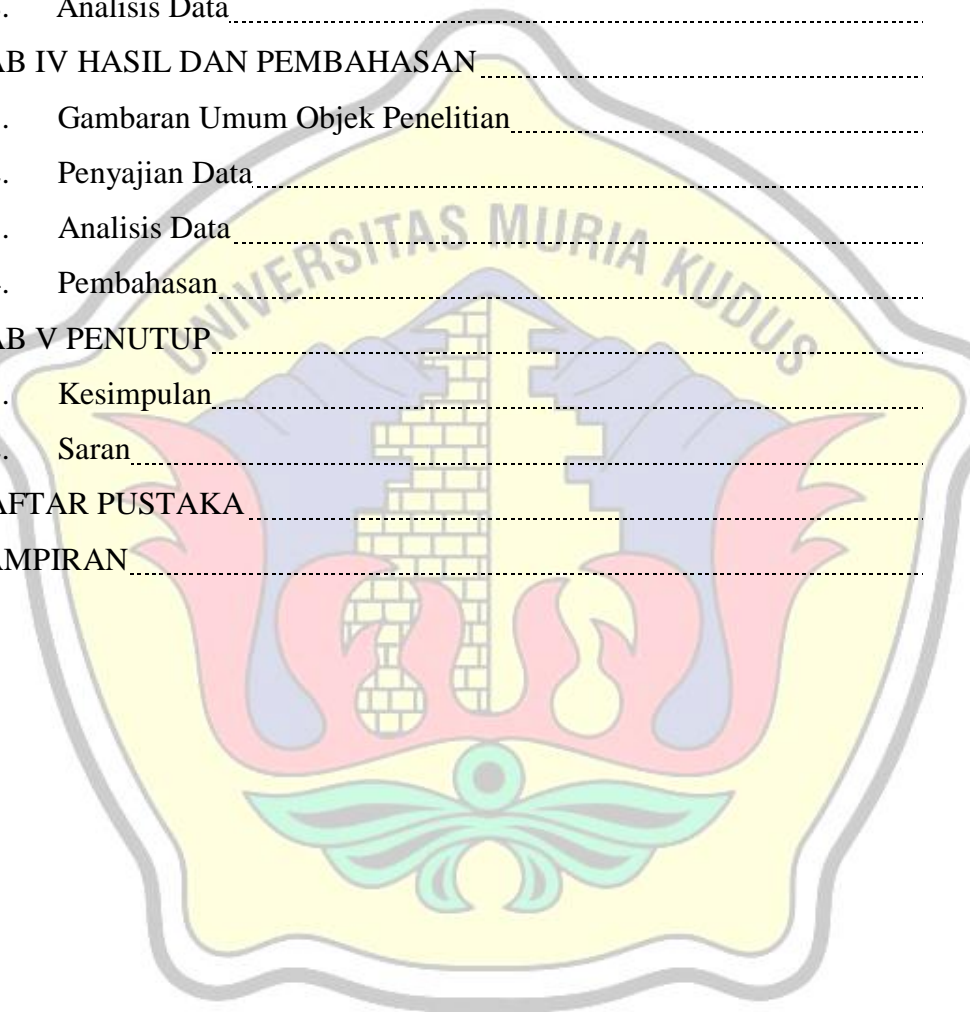 . Analisis Data
AB IV HASIL DAN PEMBAHASAN
. Gambaran Umum Objek Penelitian
. Penyajian Data
. Analisis Data
. Pembahasan
AB V PENUTUP
. Kesimpulan
. Saran
AFTAR PUSTAKA
AMPIRAN
UNIVERSITAS MURIA KUDUS